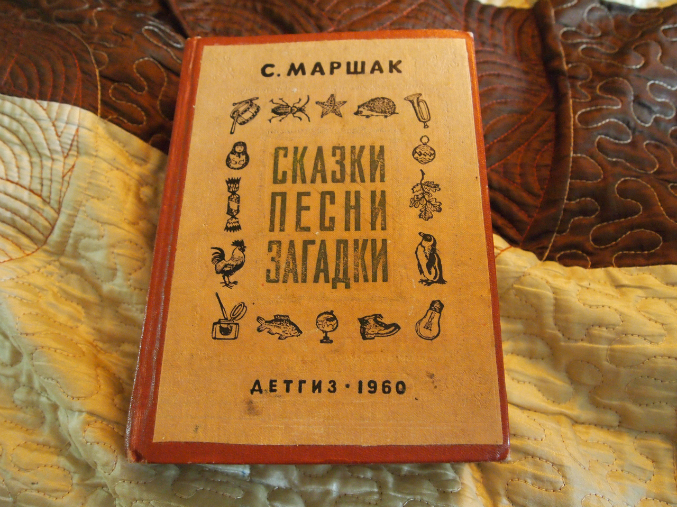 С. МАРШАК
СКАЗКИ
ПЕСНИ
ЗАГАДКИ
ДЕТГИЗ · 1960